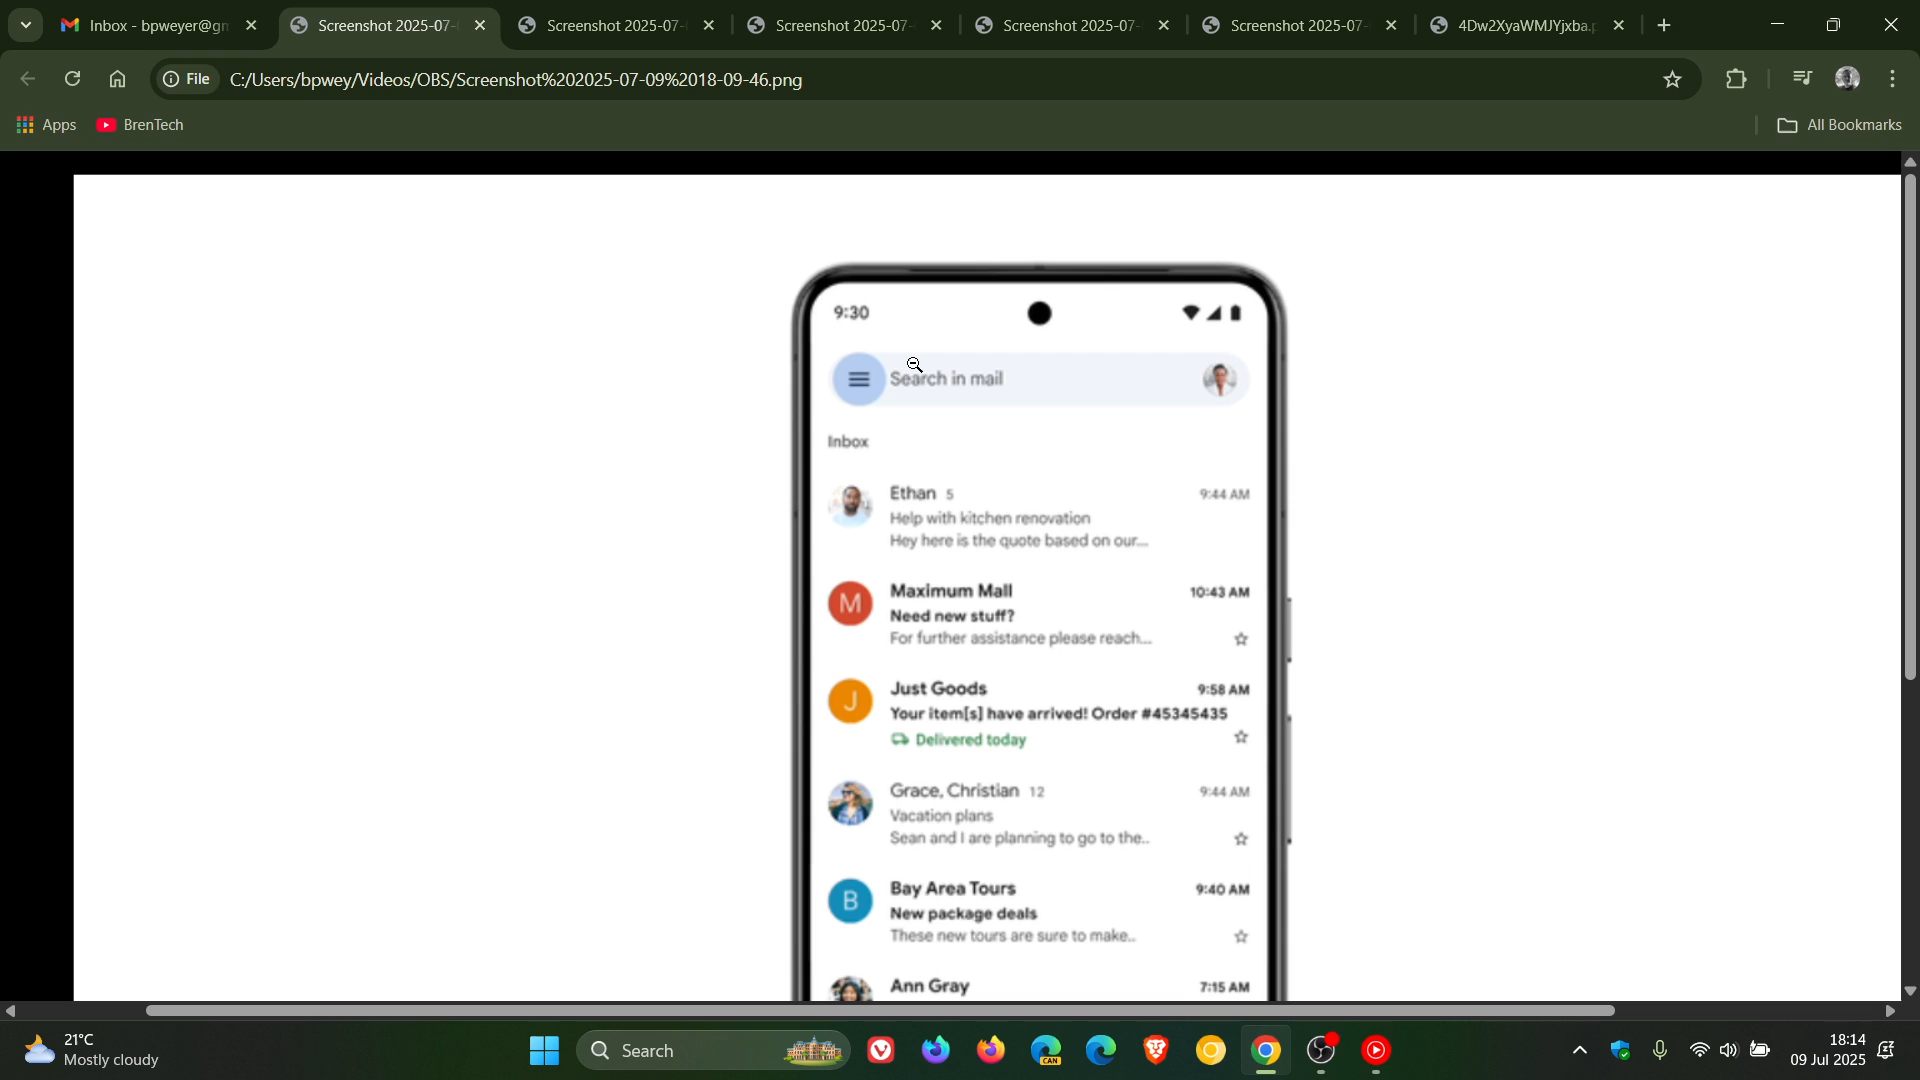 Inbox - bpweyer@gm
Screenshot 2025-07-
Screenshot 2025-07-
Screenshot 2025-07-
Screenshot 2025-07-
Screenshot 2025-07-
4Dw2XyaWMJYjxba.p
File
C:/Users/bpwey/Videos/OBS/Screenshot%202025-07-09%2018-09-46.png
Apps
BrenTech
All Bookmarks
9:30
Search in mail
Inbox
Ethan 5 9:44 AM
Help with kitchen renovation
Hey here is the quote based on our...
M
Maximum Mall 10:43 AM
Need new stuff?
For further assistance please reach...
J
Just Goods 9:58 AM
Your item[s] have arrived! Order #45345435
Delivered today
Grace, Christian 12 9:44 AM
Vacation plans
Sean and I are planning to go to the..
B
Bay Area Tours 9:40 AM
New package deals
These new tours are sure to make..
Ann Gray 7:15 AM
21°C
Mostly cloudy
Search
CAN
18:14
09 Jul 2025